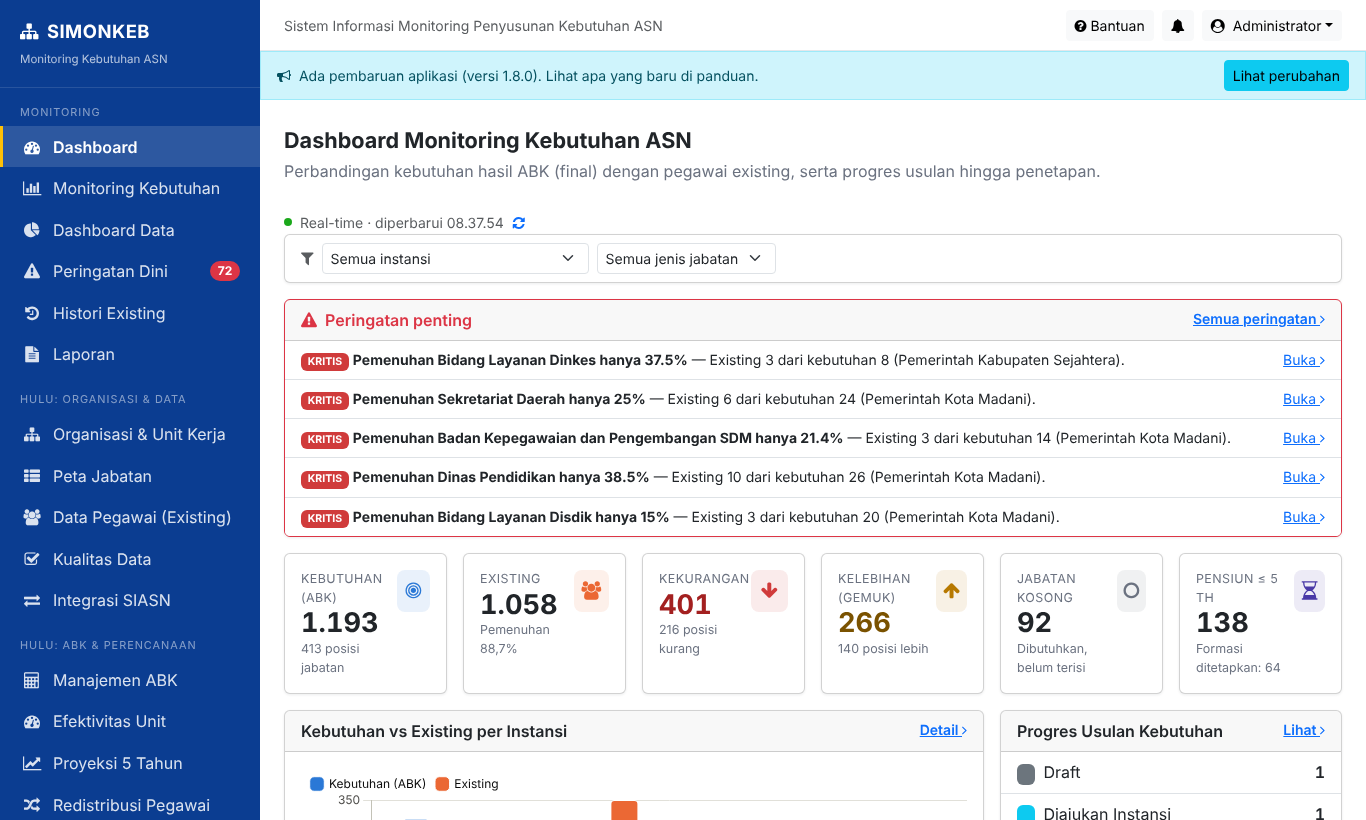 SIMONKEB
Monitoring Kebutuhan ASN
MONITORING
Dashboard
Monitoring Kebutuhan
Dashboard Data
Peringatan Dini 72
Histori Existing
Laporan
HULU: ORGANISASI & DATA
Organisasi & Unit Kerja
Peta Jabatan
Data Pegawai (Existing)
Kualitas Data
Integrasi SIASN
HULU: ABK & PERENCANAAN
Manajemen ABK
Efektivitas Unit
Proyeksi 5 Tahun
Redistribusi Pegawai
Sistem Informasi Monitoring Penyusunan Kebutuhan ASN
Bantuan
Administrator
Ada pembaruan aplikasi (versi 1.8.0). Lihat apa yang baru di panduan.
Lihat perubahan
Dashboard Monitoring Kebutuhan ASN
Perbandingan kebutuhan hasil ABK (final) dengan pegawai existing, serta progres usulan hingga penetapan.
Real-time · diperbarui 08.37.54
Semua instansi
Semua jenis jabatan
Peringatan penting
Semua peringatan
KRITIS Pemenuhan Bidang Layanan Dinkes hanya 37.5% — Existing 3 dari kebutuhan 8 (Pemerintah Kabupaten Sejahtera).
Buka
KRITIS Pemenuhan Sekretariat Daerah hanya 25% — Existing 6 dari kebutuhan 24 (Pemerintah Kota Madani).
Buka
KRITIS Pemenuhan Badan Kepegawaian dan Pengembangan SDM hanya 21.4% — Existing 3 dari kebutuhan 14 (Pemerintah Kota Madani).
Buka
KRITIS Pemenuhan Dinas Pendidikan hanya 38.5% — Existing 10 dari kebutuhan 26 (Pemerintah Kota Madani).
Buka
KRITIS Pemenuhan Bidang Layanan Disdik hanya 15% — Existing 3 dari kebutuhan 20 (Pemerintah Kota Madani).
Buka
KEBUTUHAN
(ABK)
1.193
413 posisi
jabatan
EXISTING
1.058
Pemenuhan
88,7%
KEKURANGAN
401
216 posisi
kurang
KELEBIHAN
(GEMUK)
266
140 posisi lebih
JABATAN
KOSONG
92
Dibutuhkan,
belum terisi
PENSIUN ≤ 5
TH
138
Formasi
ditetapkan: 64
Kebutuhan vs Existing per Instansi
Detail
Kebutuhan (ABK)
Existing
350
Progres Usulan Kebutuhan
Lihat
Draft 1
Diajukan Instansi 1